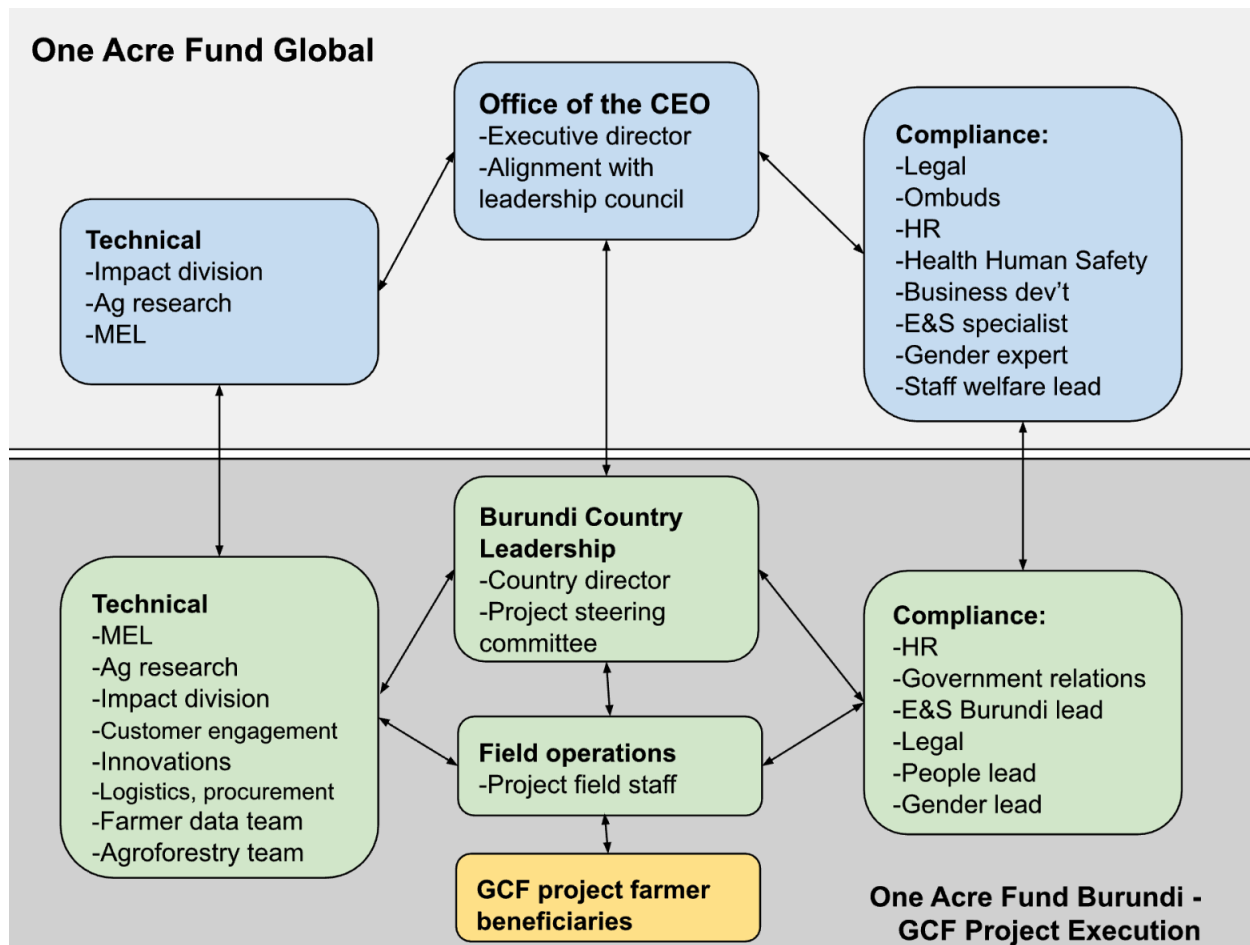 One Acre Fund Global
Office of the CEO
-Executive director
-Alignment with
leadership council
Compliance:
-Legal
-Ombuds
-HR
-Health Human Safety
-Business dev’t
-E&S specialist
-Gender expert
-Staff welfare lead
Technical
-Impact division
-Ag research
-MEL
Burundi Country
Leadership
-Country director
-Project steering
committee
Technical
-MEL
-Ag research
-Impact division
-Customer engagement
-Innovations
-Logistics, procurement
-Farmer data team
-Agroforestry team
Compliance:
-HR
-Government relations
-E&S Burundi lead
-Legal
-People lead
-Gender lead
Field operations
-Project field staff
GCF project farmer
beneficiaries
One Acre Fund Burundi -
GCF Project Execution